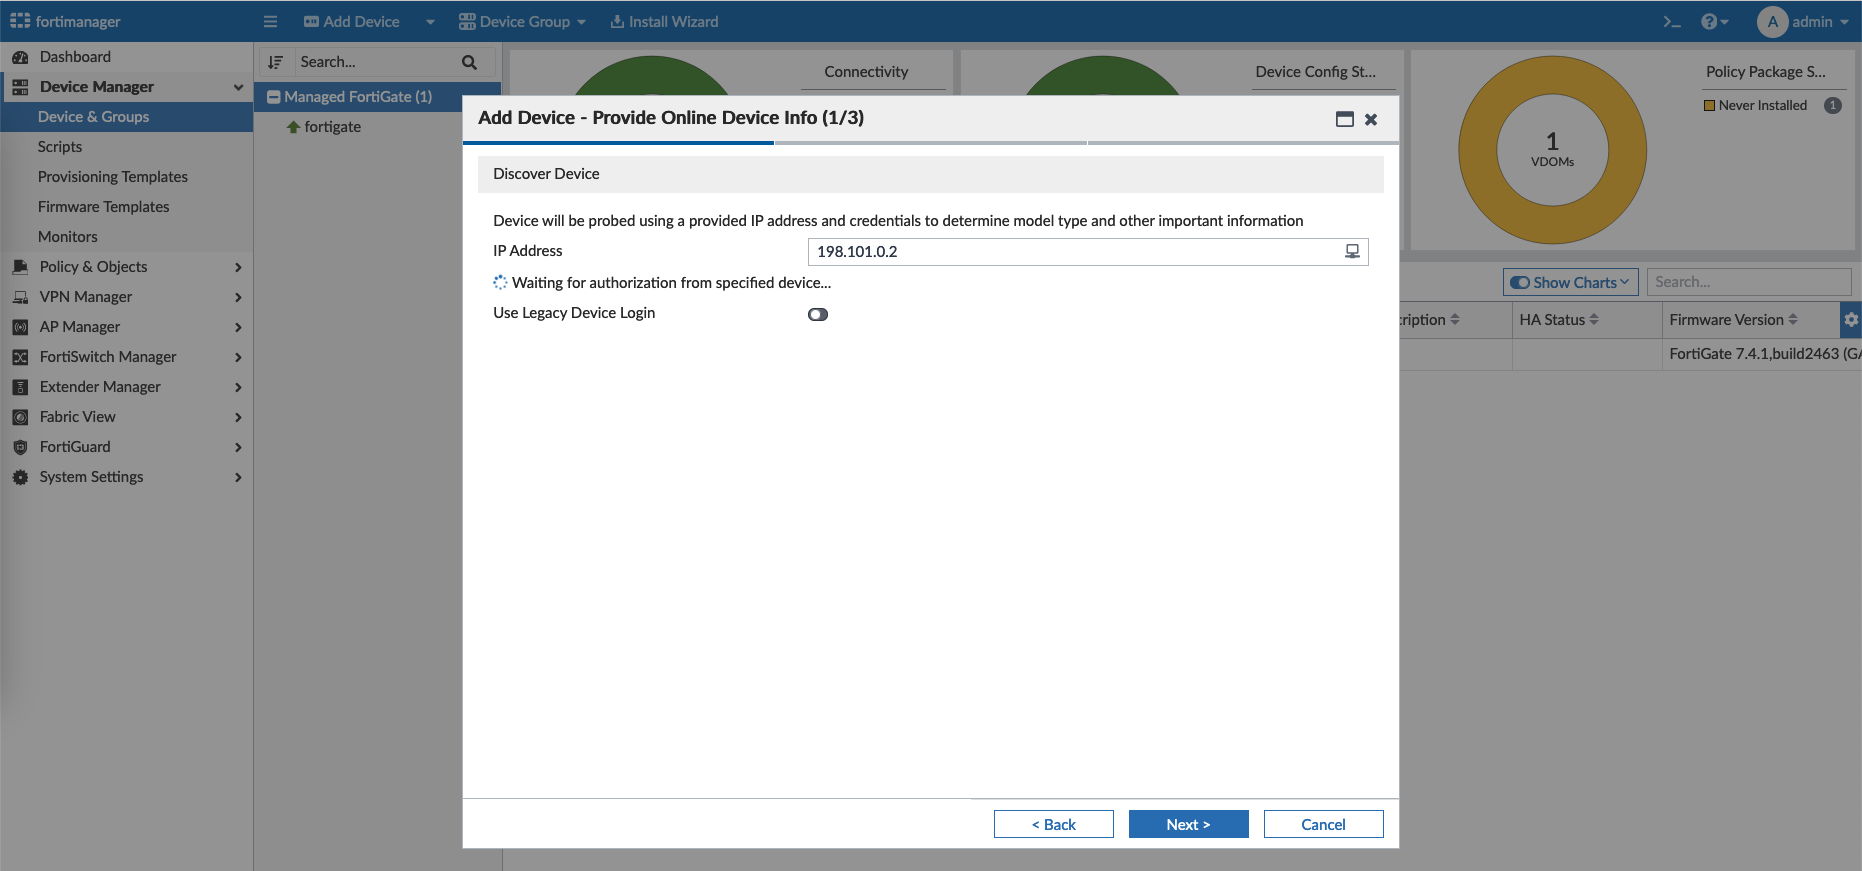 fortimanager
Add Device
Device Group
Install Wizard
>_
?
A
admin
Dashboard
Device Manager
Device & Groups
Scripts
Provisioning Templates
Firmware Templates
Monitors
Policy & Objects
VPN Manager
AP Manager
FortiSwitch Manager
Extender Manager
Fabric View
FortiGuard
System Settings
Search...
Managed FortiGate (1)
fortigate
Connectivity
Device Config St...
Policy Package S...
Never Installed 1
1
VDOMs
Add Device - Provide Online Device Info (1/3)
Discover Device
Device will be probed using a provided IP address and credentials to determine model type and other important information
IP Address
198.101.0.2
Waiting for authorization from specified device...
Use Legacy Device Login
< Back
Next >
Cancel
Show Charts
Search...
ription
HA Status
Firmware Version
FortiGate 7.4.1,build2463 (GA